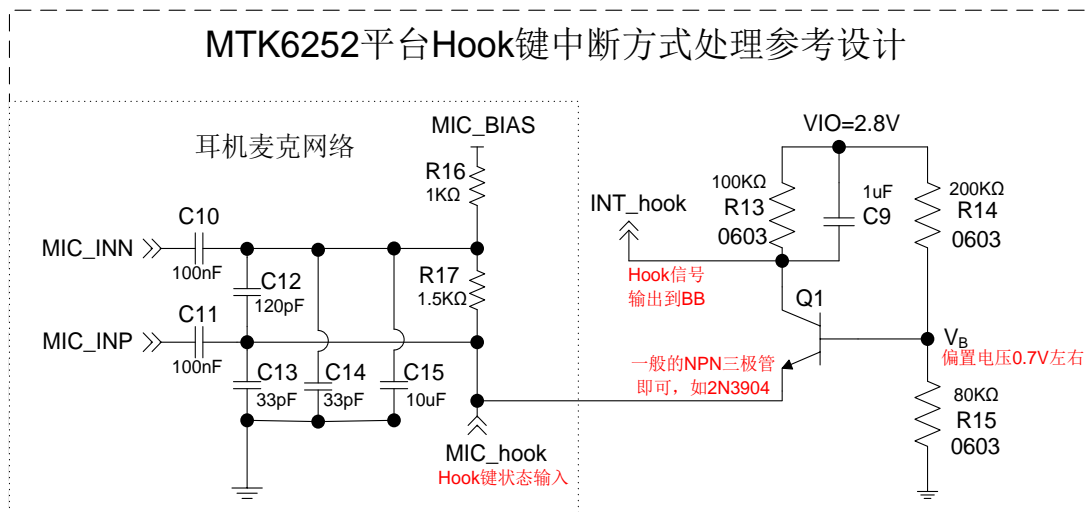 MTK6252平台Hook键中断方式处理参考设计
耳机麦克网络
MIC_BIAS
R16
1KΩ
C10
MIC_INN
100nF
C12
120pF
R17
1.5KΩ
C11
MIC_INP
100nF
C13
33pF
C14
33pF
C15
10uF
MIC_hook
Hook键状态输入
VIO=2.8V
100KΩ
R13
0603
1uF
C9
200KΩ
R14
0603
INT_hook
Hook信号
输出到BB
Q1
一般的NPN三极管
即可，如2N3904
VB
偏置电压0.7V左右
80KΩ
R15
0603